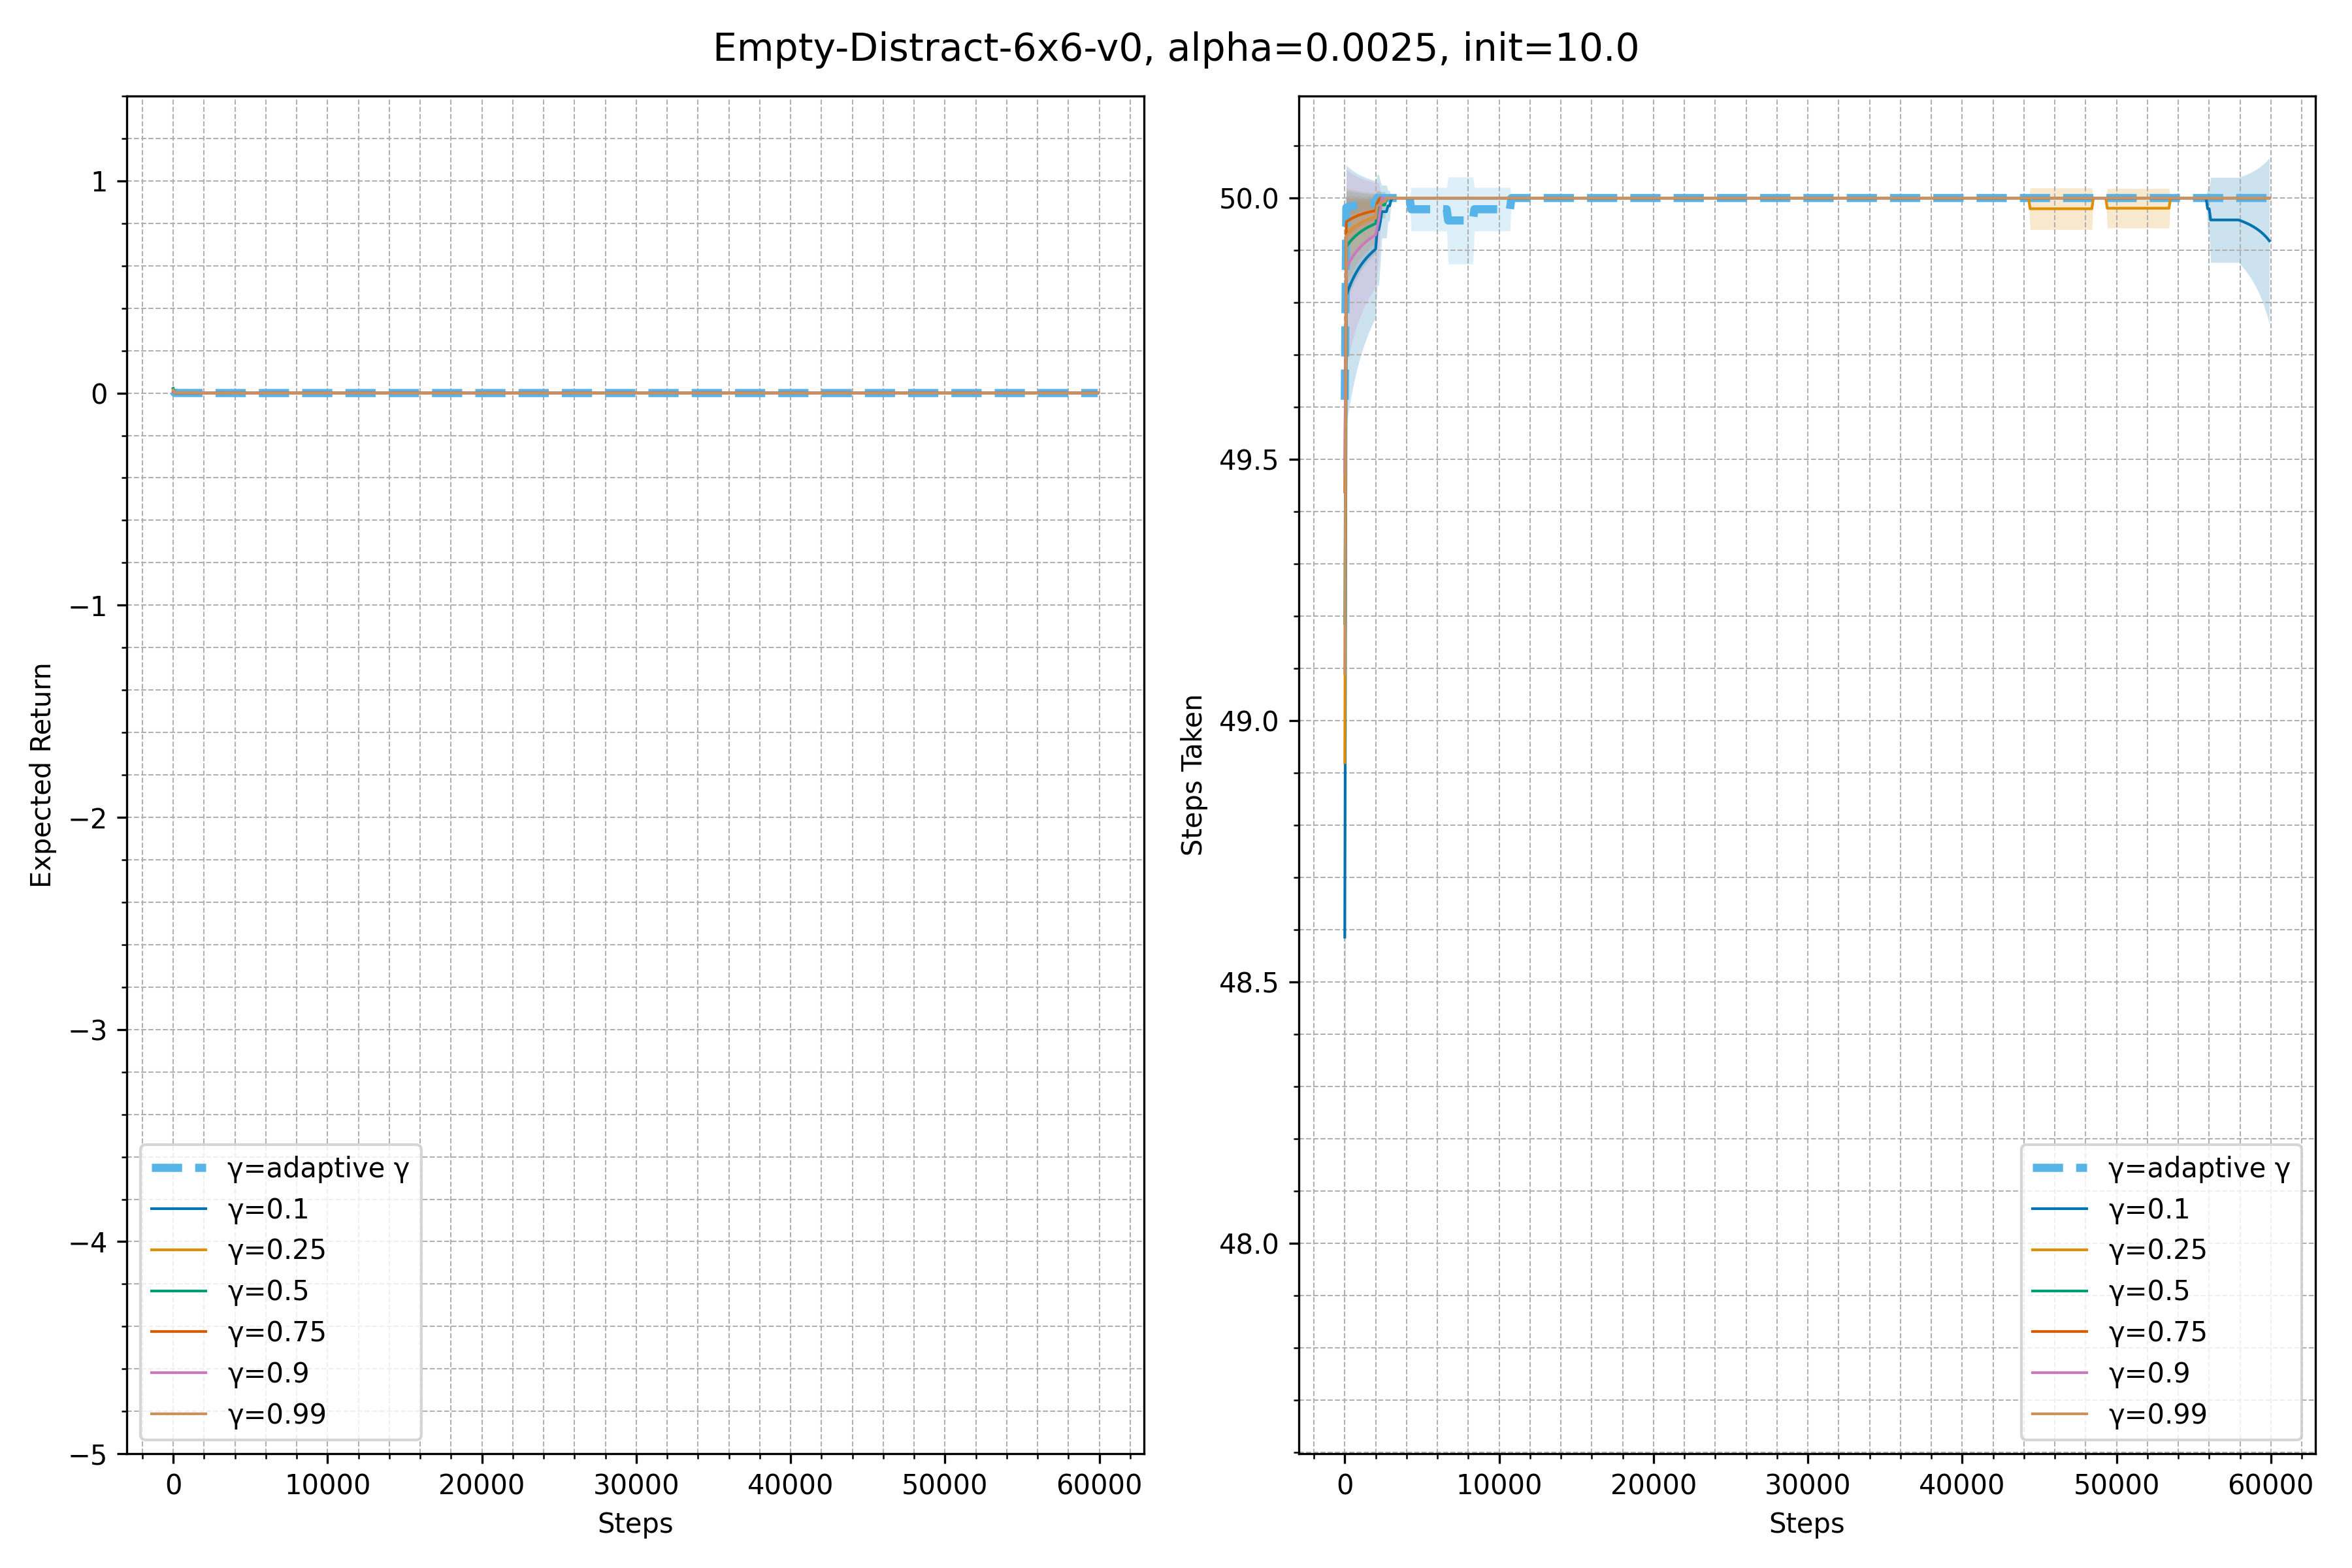 Empty-Distract-6x6-v0, alpha=0.0025, init=10.0
Expected Return
1
0
−1
−2
−3
−4
−5
γ=adaptive γ
γ=0.1
γ=0.25
γ=0.5
γ=0.75
γ=0.9
γ=0.99
0 10000 20000 30000 40000 50000 60000
Steps
Steps Taken
50.0
49.5
49.0
48.5
48.0
γ=adaptive γ
γ=0.1
γ=0.25
γ=0.5
γ=0.75
γ=0.9
γ=0.99
0 10000 20000 30000 40000 50000 60000
Steps